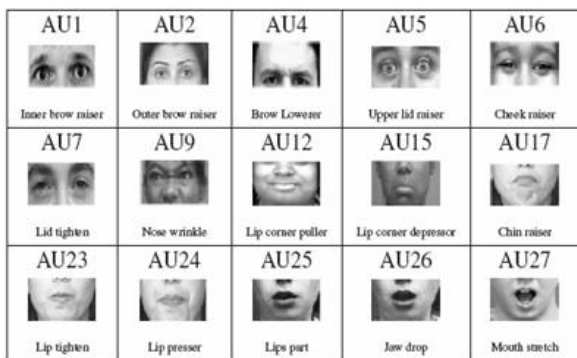 AU1 AU2 AU4 AU5 AU6
Inner brow raiser Outer brow raiser Brow Lowerer Upper lid raiser Cheek raiser
AU7 AU9 AU12 AU15 AU17
Lid tighten Nose wrinkle Lip corner puller Lip corner depressor Chin raiser
AU23 AU24 AU25 AU26 AU27
Lip tighten Lip presser Lips part Jaw drop Mouth stretch